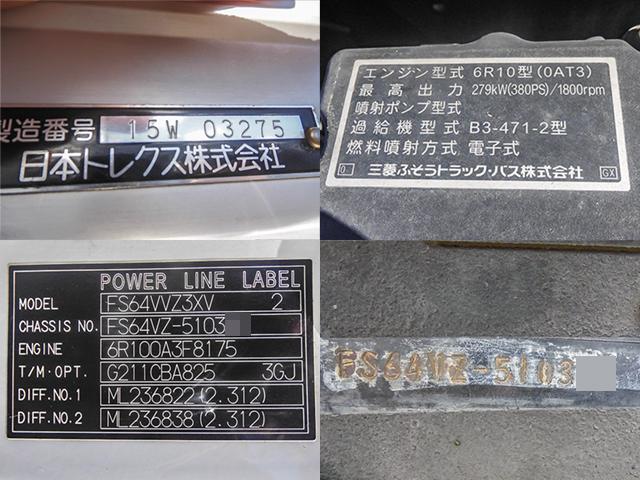 製造番号 15W 03275
日本トレクス株式会社
エンジン型式 6R10型(0AT3)
最高出力 279kW(380PS)/1800rpm
噴射ポンプ型式
過給機型式 B3-471-2型
燃料噴射方式 電子式
0 三菱ふそうトラック・バス株式会社 GX
POWER LINE LABEL
MODEL FS64VVZ3XV 2
CHASSIS NO. FS64VZ-5103
ENGINE 6R100A3F8175
T/M・OPT. G211CBA825 3GJ
DIFF.NO.1 ML236822(2.312)
DIFF.NO.2 ML236838(2.312)
FS64VZ-5103